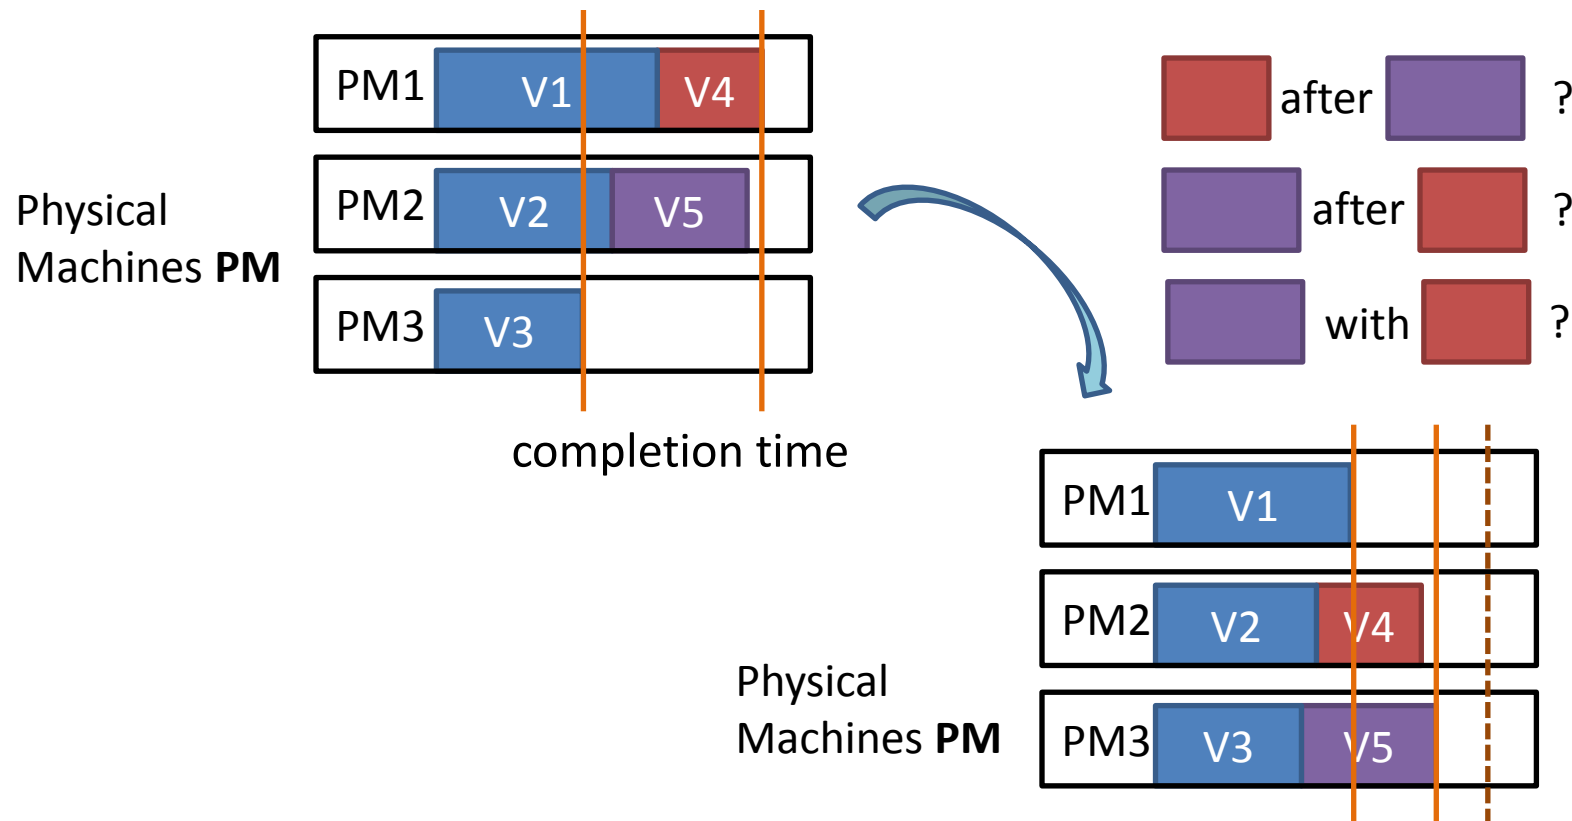 PM1 V1 V4
PM2 V2 V5
PM3 V3
Physical
Machines PM
completion time
after ?
after ?
with ?
PM1 V1
PM2 V2 V4
PM3 V3 V5
Physical
Machines PM